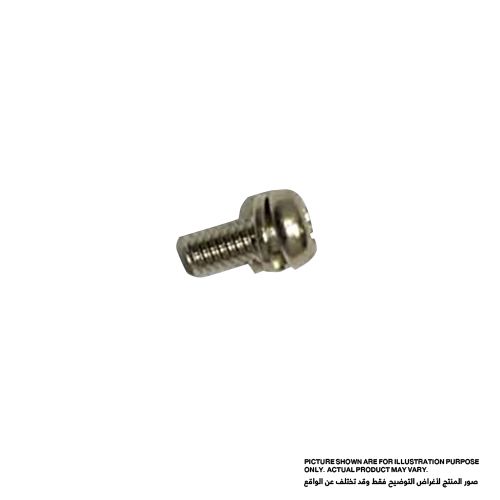 PICTURE SHOWN ARE FOR ILLUSTRATION PURPOSE
ONLY. ACTUAL PRODUCT MAY VARY.
صور المنتج لأغراض التوضيح فقط وقد تختلف عن الواقع